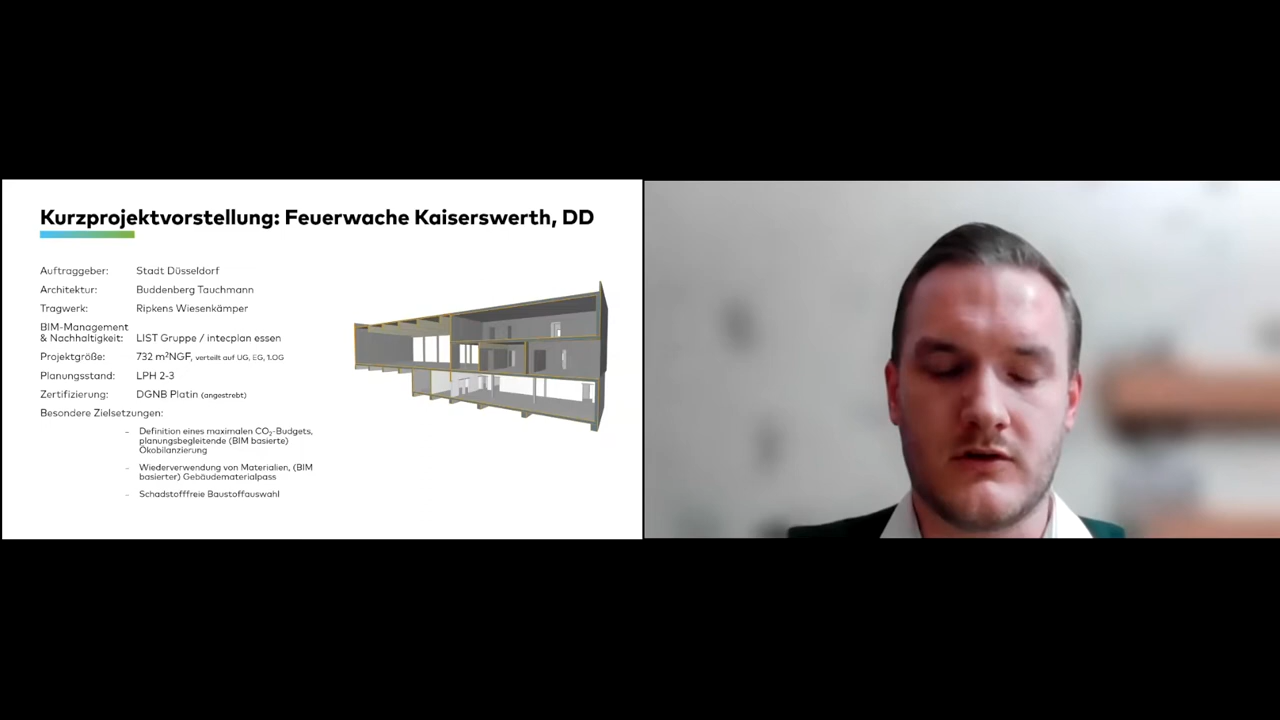 Kurzprojektvorstellung: Feuerwache Kaiserswerth, DD
Auftraggeber: Stadt Düsseldorf
Architektur: Buddenberg Tauchmann
Tragwerk: Ripkens Wiesenkämper
BIM-Management
& Nachhaltigkeit: LIST Gruppe / intecplan essen
Projektgröße: 732 m²NGF, verteilt auf UG, EG, 1.OG
Planungsstand: LPH 2-3
Zertifizierung: DGNB Platin (angestrebt)
Besondere Zielsetzungen:
– Definition eines maximalen CO₂-Budgets,
planungsbegleitende (BIM basierte)
Ökobilanzierung
– Wiederverwendung von Materialien, (BIM
basierter) Gebäudematerialpass
– Schadstofffreie Baustoffauswahl